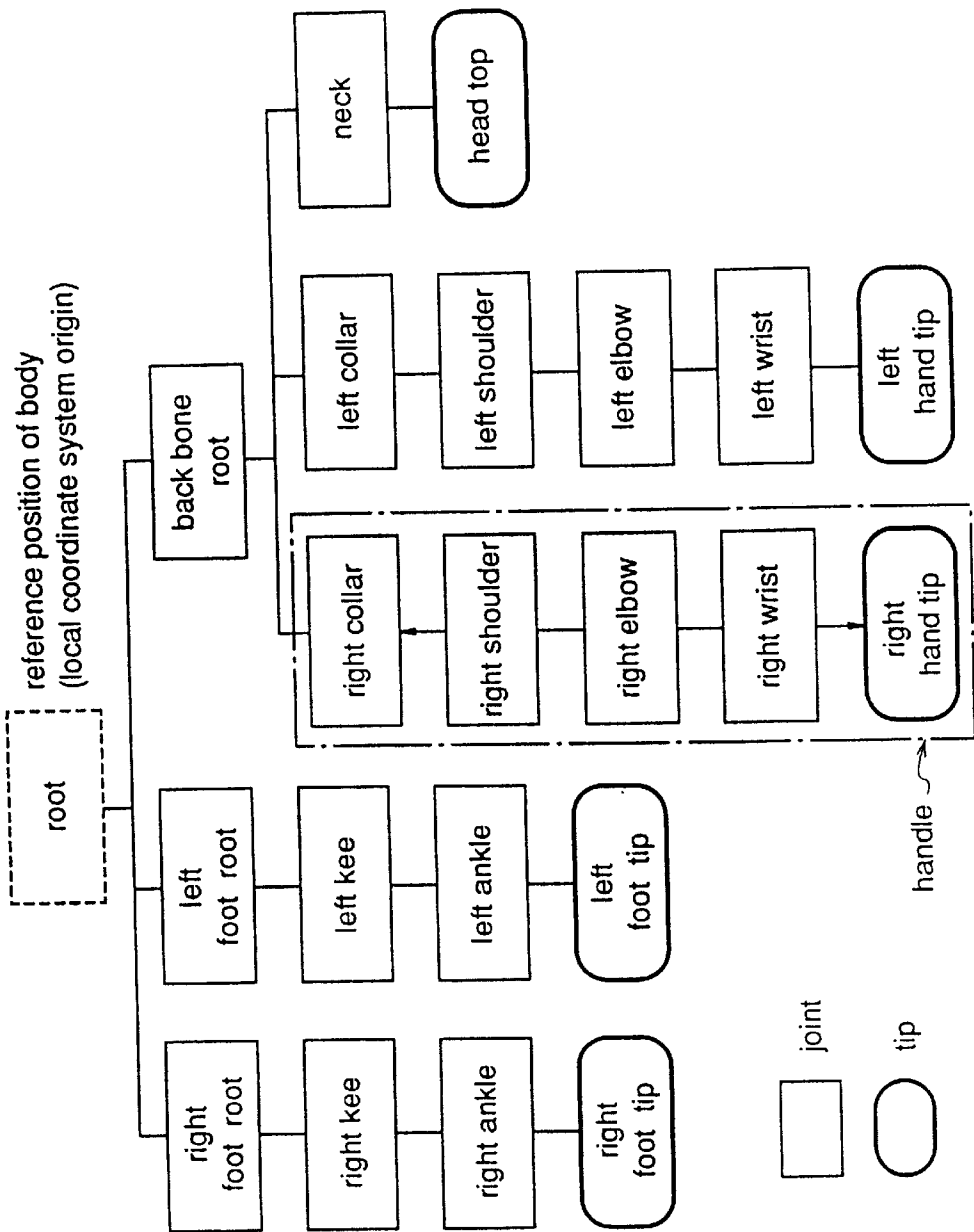 reference position of body
(local coordinate system origin)
root
right
foot root
left
foot root
back bone
root
right kee
left kee
right collar
left collar
neck
right ankle
left ankle
right shoulder
left shoulder
head top
right
foot tip
left
foot tip
right elbow
left elbow
right wrist
left wrist
right
hand tip
left
hand tip
handle
joint
tip